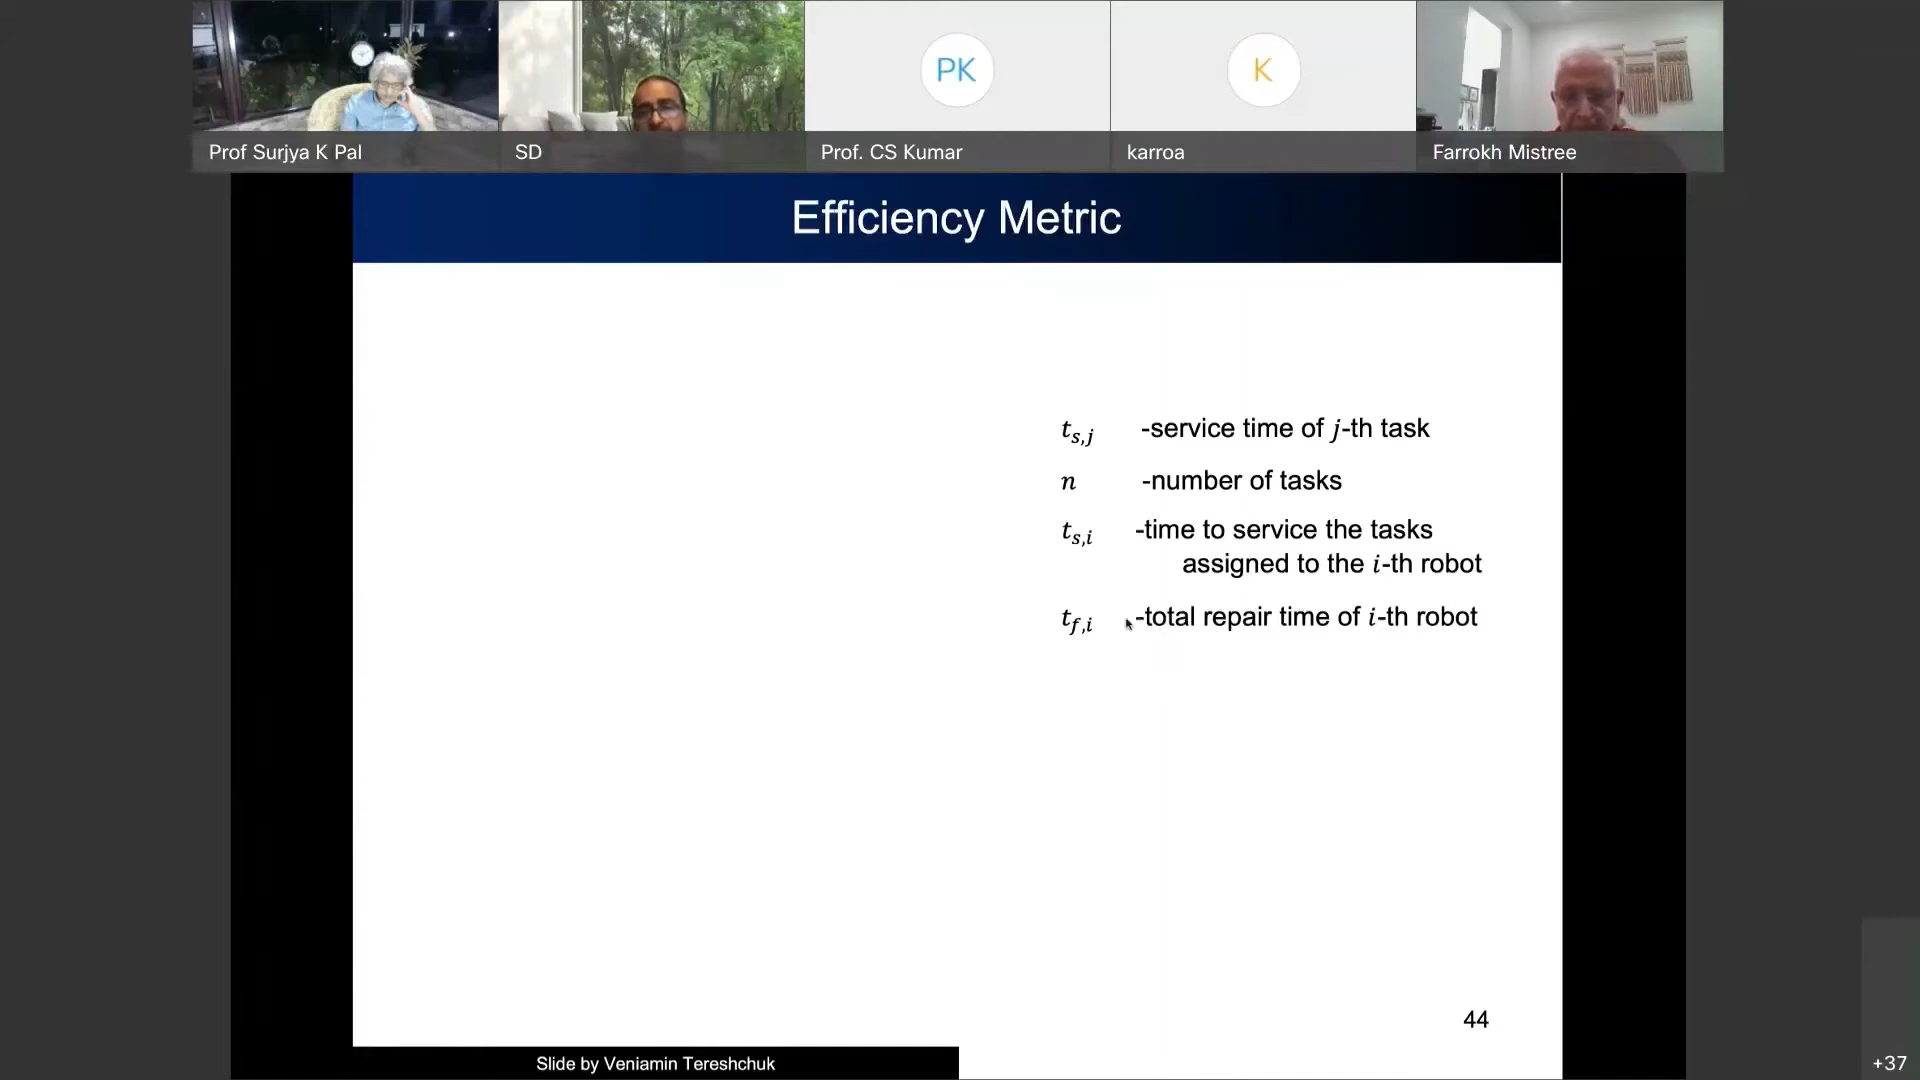 Prof Surjya K Pal
SD
PK
Prof. CS Kumar
K
karroa
Farrokh Mistree
Efficiency Metric
t_{s,j} -service time of j-th task
n -number of tasks
t_{s,i} -time to service the tasks
assigned to the i-th robot
t_{f,i} -total repair time of i-th robot
44
Slide by Veniamin Tereshchuk
+37